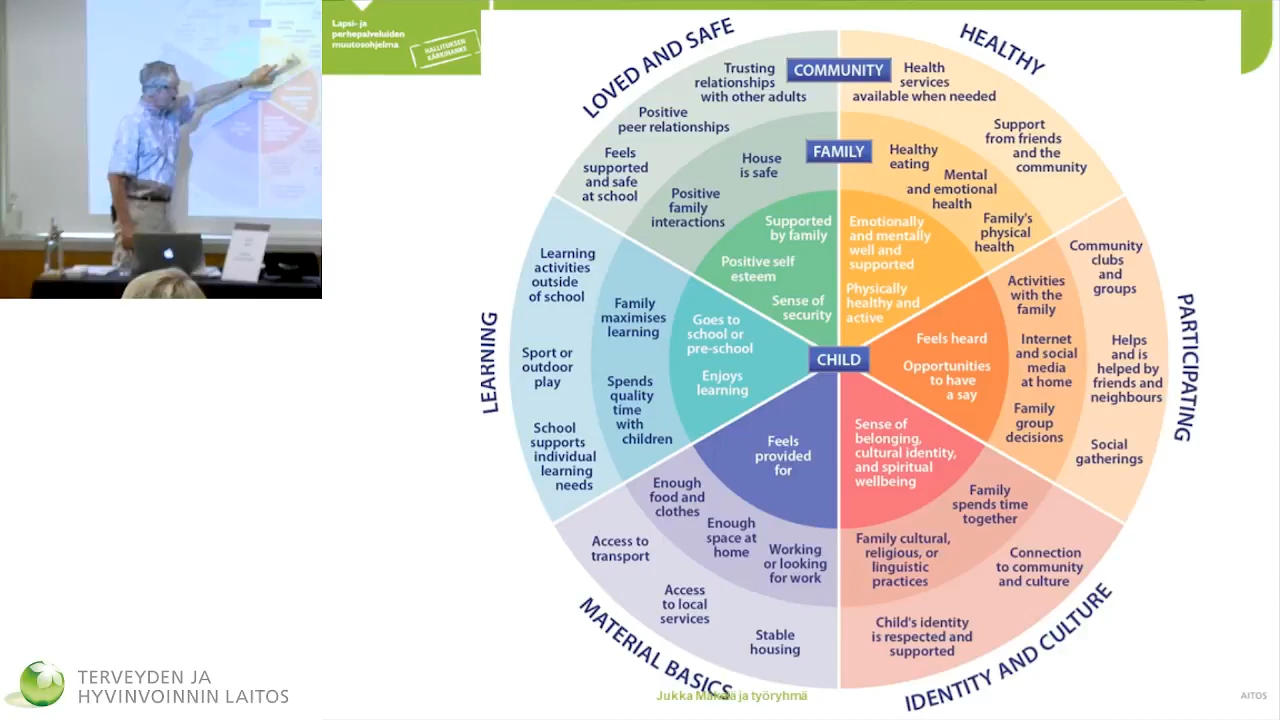 Lapsi- ja
perhepalveluiden
muutosohjelma
HALLITUKSEN
KÄRKIHANKE
LOVED AND SAFE
HEALTHY
COMMUNITY
Trusting
relationships
with other adults
Positive
peer relationships
Feels
supported
and safe
at school
Health
services
available when needed
Support
from friends
and the
community
FAMILY
House
is safe
Positive
family
interactions
Healthy
eating
Mental
and emotional
health
Family's
physical
health
Supported
by family
Positive self
esteem
Sense of
security
Emotionally
and mentally
well and
supported
Physically
healthy and
active
LEARNING
Learning
activities
outside
of school
Sport or
outdoor
play
School
supports
individual
learning
needs
Family
maximises
learning
Spends
quality
time
with
children
Goes to
school or
pre-school
Enjoys
learning
CHILD
Feels heard
Opportunities
to have
a say
Activities
with the
family
Internet
and social
media
at home
Family
group
decisions
Community
clubs
and
groups
Helps
and is
helped by
friends and
neighbours
Social
gatherings
PARTICIPATING
Feels
provided
for
Enough
food and
clothes
Enough
space at
home
Working
or looking
for work
Access to
transport
Access
to local
services
Stable
housing
MATERIAL BASICS
Sense of
belonging,
cultural identity,
and spiritual
wellbeing
Family
spends time
together
Family cultural,
religious, or
linguistic
practices
Connection
to community
and culture
Child's identity
is respected and
supported
IDENTITY AND CULTURE
TERVEYDEN JA
HYVINVOINNIN LAITOS
Jukka Mäkelä ja työryhmä
AITOS